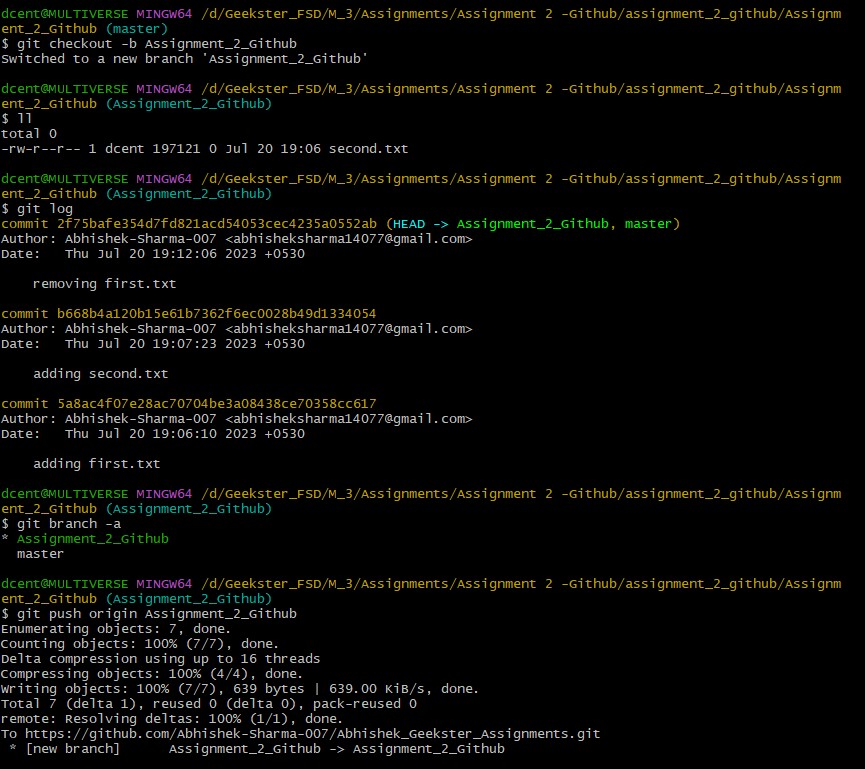 dcent@MULTIVERSE MINGW64 /d/Geekster_FSD/M_3/Assignments/Assignment 2 -Github/assignment_2_github/Assignm
ent_2_Github (master)
$ git checkout -b Assignment_2_Github
Switched to a new branch 'Assignment_2_Github'
dcent@MULTIVERSE MINGW64 /d/Geekster_FSD/M_3/Assignments/Assignment 2 -Github/assignment_2_github/Assignm
ent_2_Github (Assignment_2_Github)
$ ll
total 0
-rw-r--r-- 1 dcent 197121 0 Jul 20 19:06 second.txt
dcent@MULTIVERSE MINGW64 /d/Geekster_FSD/M_3/Assignments/Assignment 2 -Github/assignment_2_github/Assignm
ent_2_Github (Assignment_2_Github)
$ git log
commit 2f75bafe354d7fd821acd54053cec4235a0552ab (HEAD -> Assignment_2_Github, master)
Author: Abhishek-Sharma-007 <abhisheksharma14077@gmail.com>
Date:   Thu Jul 20 19:12:06 2023 +0530
    removing first.txt
commit b668b4a120b15e61b7362f6ec0028b49d1334054
Author: Abhishek-Sharma-007 <abhisheksharma14077@gmail.com>
Date:   Thu Jul 20 19:07:23 2023 +0530
    adding second.txt
commit 5a8ac4f07e28ac70704be3a08438ce70358cc617
Author: Abhishek-Sharma-007 <abhisheksharma14077@gmail.com>
Date:   Thu Jul 20 19:06:10 2023 +0530
    adding first.txt
dcent@MULTIVERSE MINGW64 /d/Geekster_FSD/M_3/Assignments/Assignment 2 -Github/assignment_2_github/Assignm
ent_2_Github (Assignment_2_Github)
$ git branch -a
* Assignment_2_Github
  master
dcent@MULTIVERSE MINGW64 /d/Geekster_FSD/M_3/Assignments/Assignment 2 -Github/assignment_2_github/Assignm
ent_2_Github (Assignment_2_Github)
$ git push origin Assignment_2_Github
Enumerating objects: 7, done.
Counting objects: 100% (7/7), done.
Delta compression using up to 16 threads
Compressing objects: 100% (4/4), done.
Writing objects: 100% (7/7), 639 bytes | 639.00 KiB/s, done.
Total 7 (delta 1), reused 0 (delta 0), pack-reused 0
remote: Resolving deltas: 100% (1/1), done.
To https://github.com/Abhishek-Sharma-007/Abhishek_Geekster_Assignments.git
 * [new branch]      Assignment_2_Github -> Assignment_2_Github